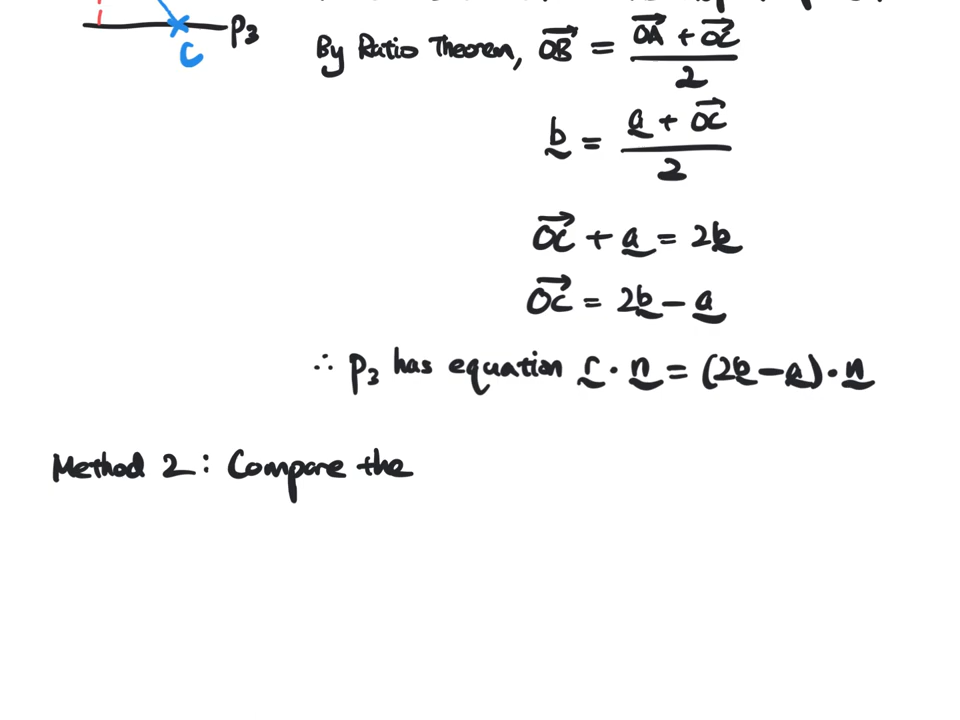 P₃
C
By Ratio Theorem, OB⃗ = (OA⃗ + OC⃗)/2
b = (a + OC⃗)/2
OC⃗ + a = 2b
OC⃗ = 2b - a
∴ P₃ has equation r · n = (2b - a) · n
Method 2 : Compare the